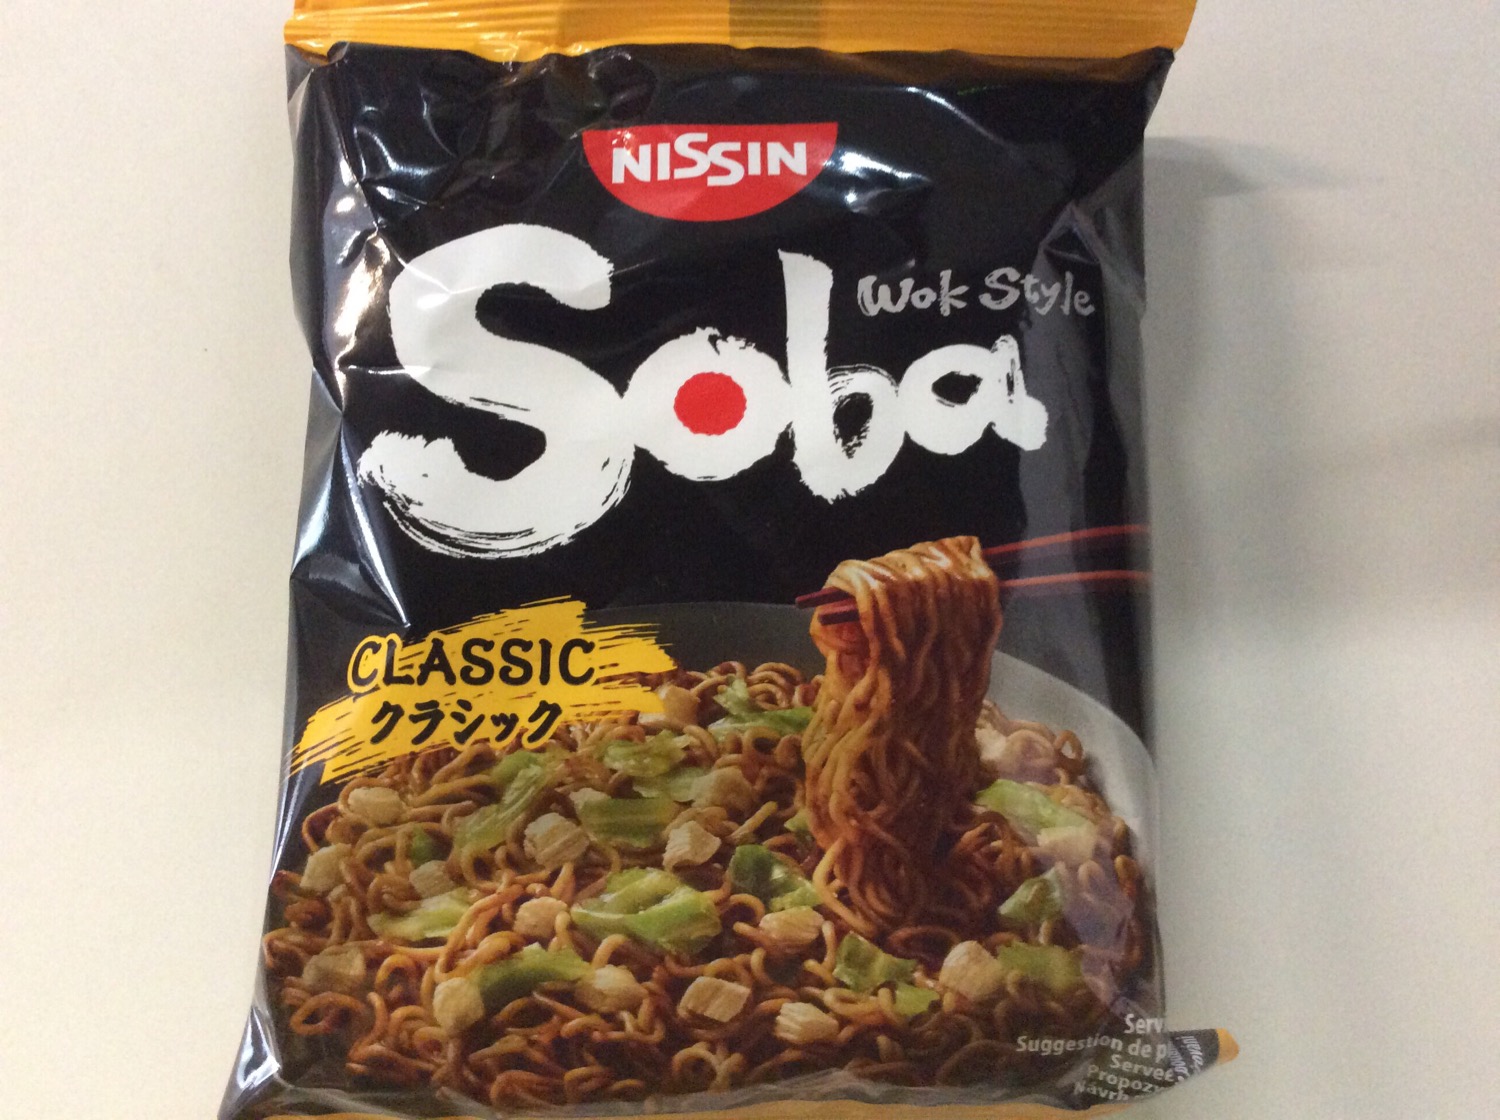 NISSIN
Wok Style
Soba
CLASSIC
クラシック
Suggestion de